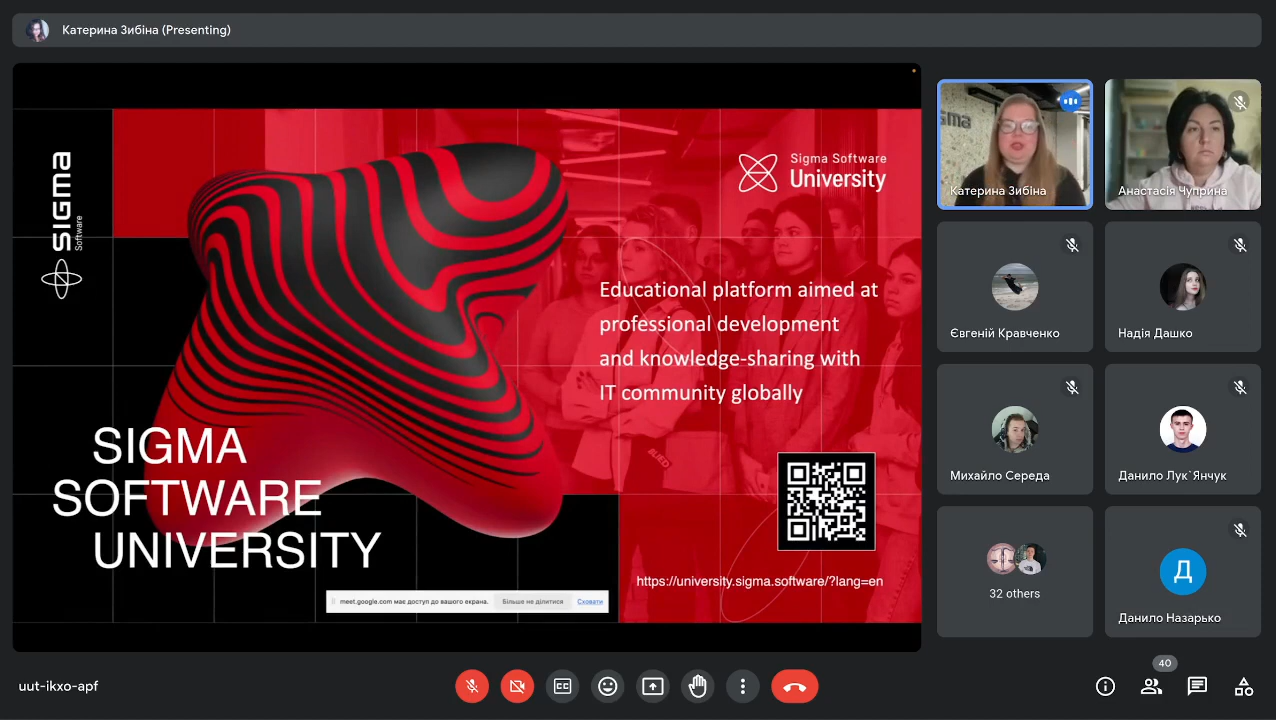 Катерина Зибіна (Presenting)
SIGMA
Software
Sigma Software
University
Educational platform aimed at
professional development
and knowledge-sharing with
IT community globally
SIGMA
SOFTWARE
UNIVERSITY
https://university.sigma.software/?lang=en
meet.google.com має доступ до вашого екрана.
Більше не ділитися
Сховати
Катерина Зибіна
Анастасія Чуприна
Євгеній Кравченко
Надія Дашко
Михайло Середа
Данило Лук`Янчук
32 others
Д
Данило Назарько
uut-ikxo-apf
CC
40